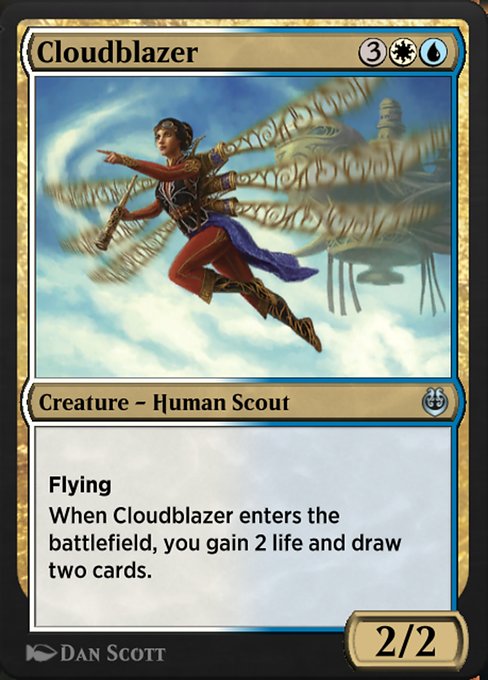 Cloudblazer 3
Creature – Human Scout
Flying
When Cloudblazer enters the
battlefield, you gain 2 life and draw
two cards.
2/2
Dan Scott